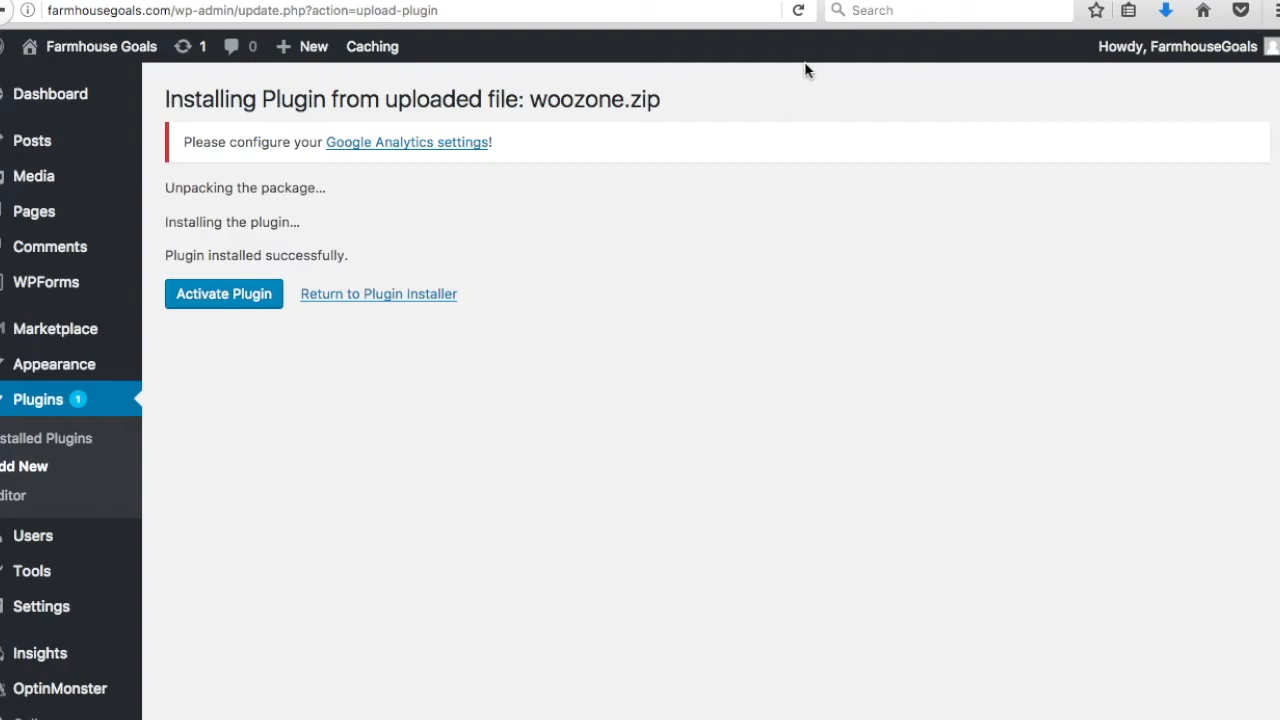 farmhousegoals.com/wp-admin/update.php?action=upload-plugin
Search
Farmhouse Goals
1
0
New
Caching
Howdy, FarmhouseGoals
Dashboard
Posts
Media
Pages
Comments
WPForms
Marketplace
Appearance
Plugins 1
stalled Plugins
dd New
ditor
Users
Tools
Settings
Insights
OptinMonster
Installing Plugin from uploaded file: woozone.zip
Please configure your Google Analytics settings!
Unpacking the package...
Installing the plugin...
Plugin installed successfully.
Activate Plugin
Return to Plugin Installer